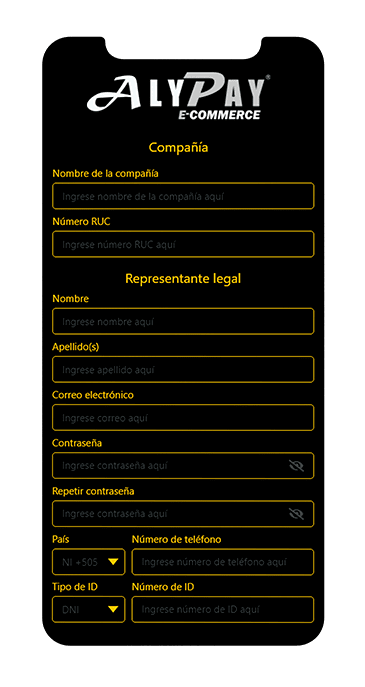 ALYPAY®
E-COMMERCE
Compañía
Nombre de la compañía
Ingrese nombre de la compañía aquí
Número RUC
Ingrese número RUC aquí
Representante legal
Nombre
Ingrese nombre aquí
Apellido(s)
Ingrese apellido aquí
Correo electrónico
Ingrese correo aquí
Contraseña
Ingrese contraseña aquí
Repetir contraseña
Ingrese contraseña aquí
País Número de teléfono
NI +505 Ingrese número de teléfono aquí
Tipo de ID Número de ID
DNI Ingrese número de ID aquí